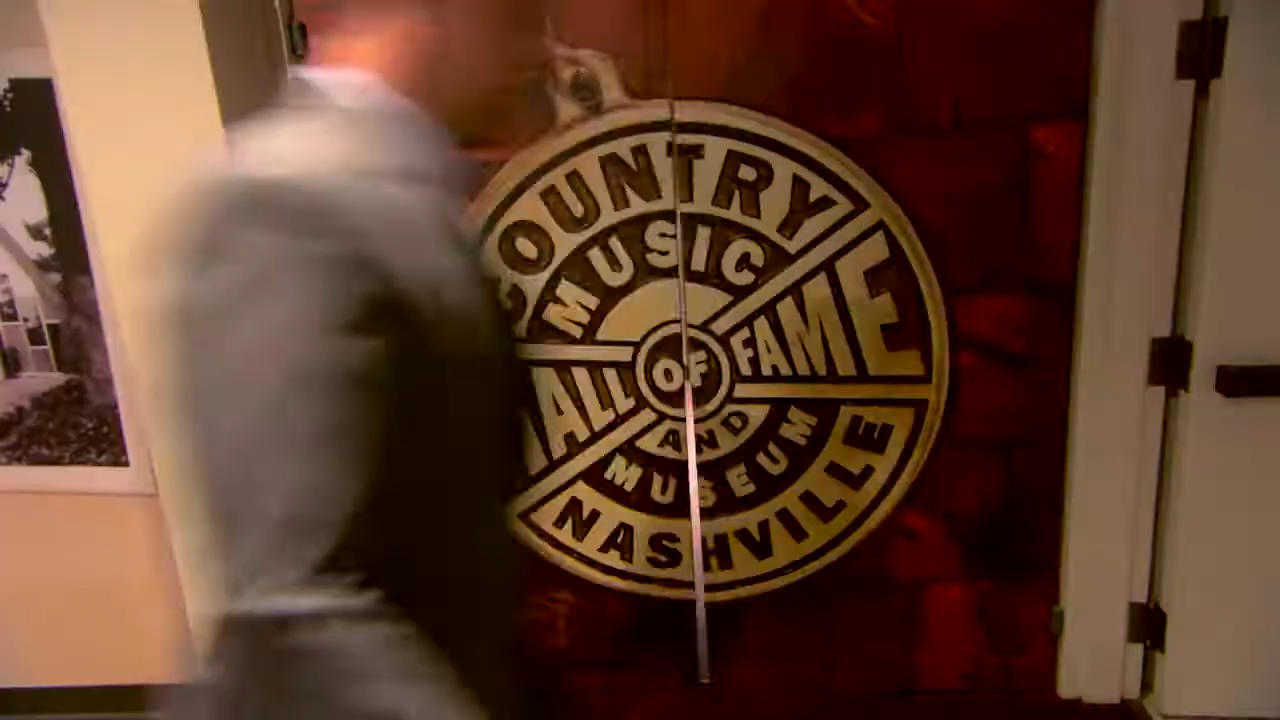 COUNTRY
MUSIC
HALL OF FAME
AND
MUSEUM
NASHVILLE